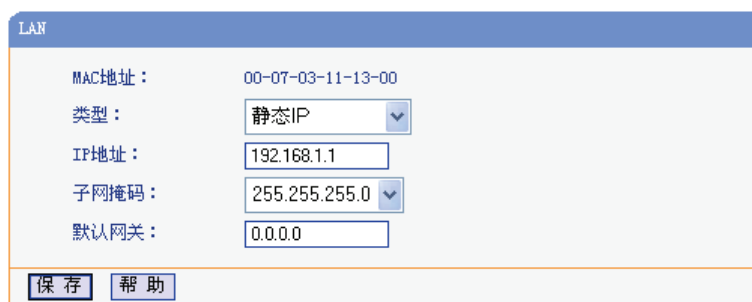 LAN
MAC地址： 00-07-03-11-13-00
类型： 静态IP
IP地址： 192.168.1.1
子网掩码： 255.255.255.0
默认网关： 0.0.0.0
保 存 帮 助